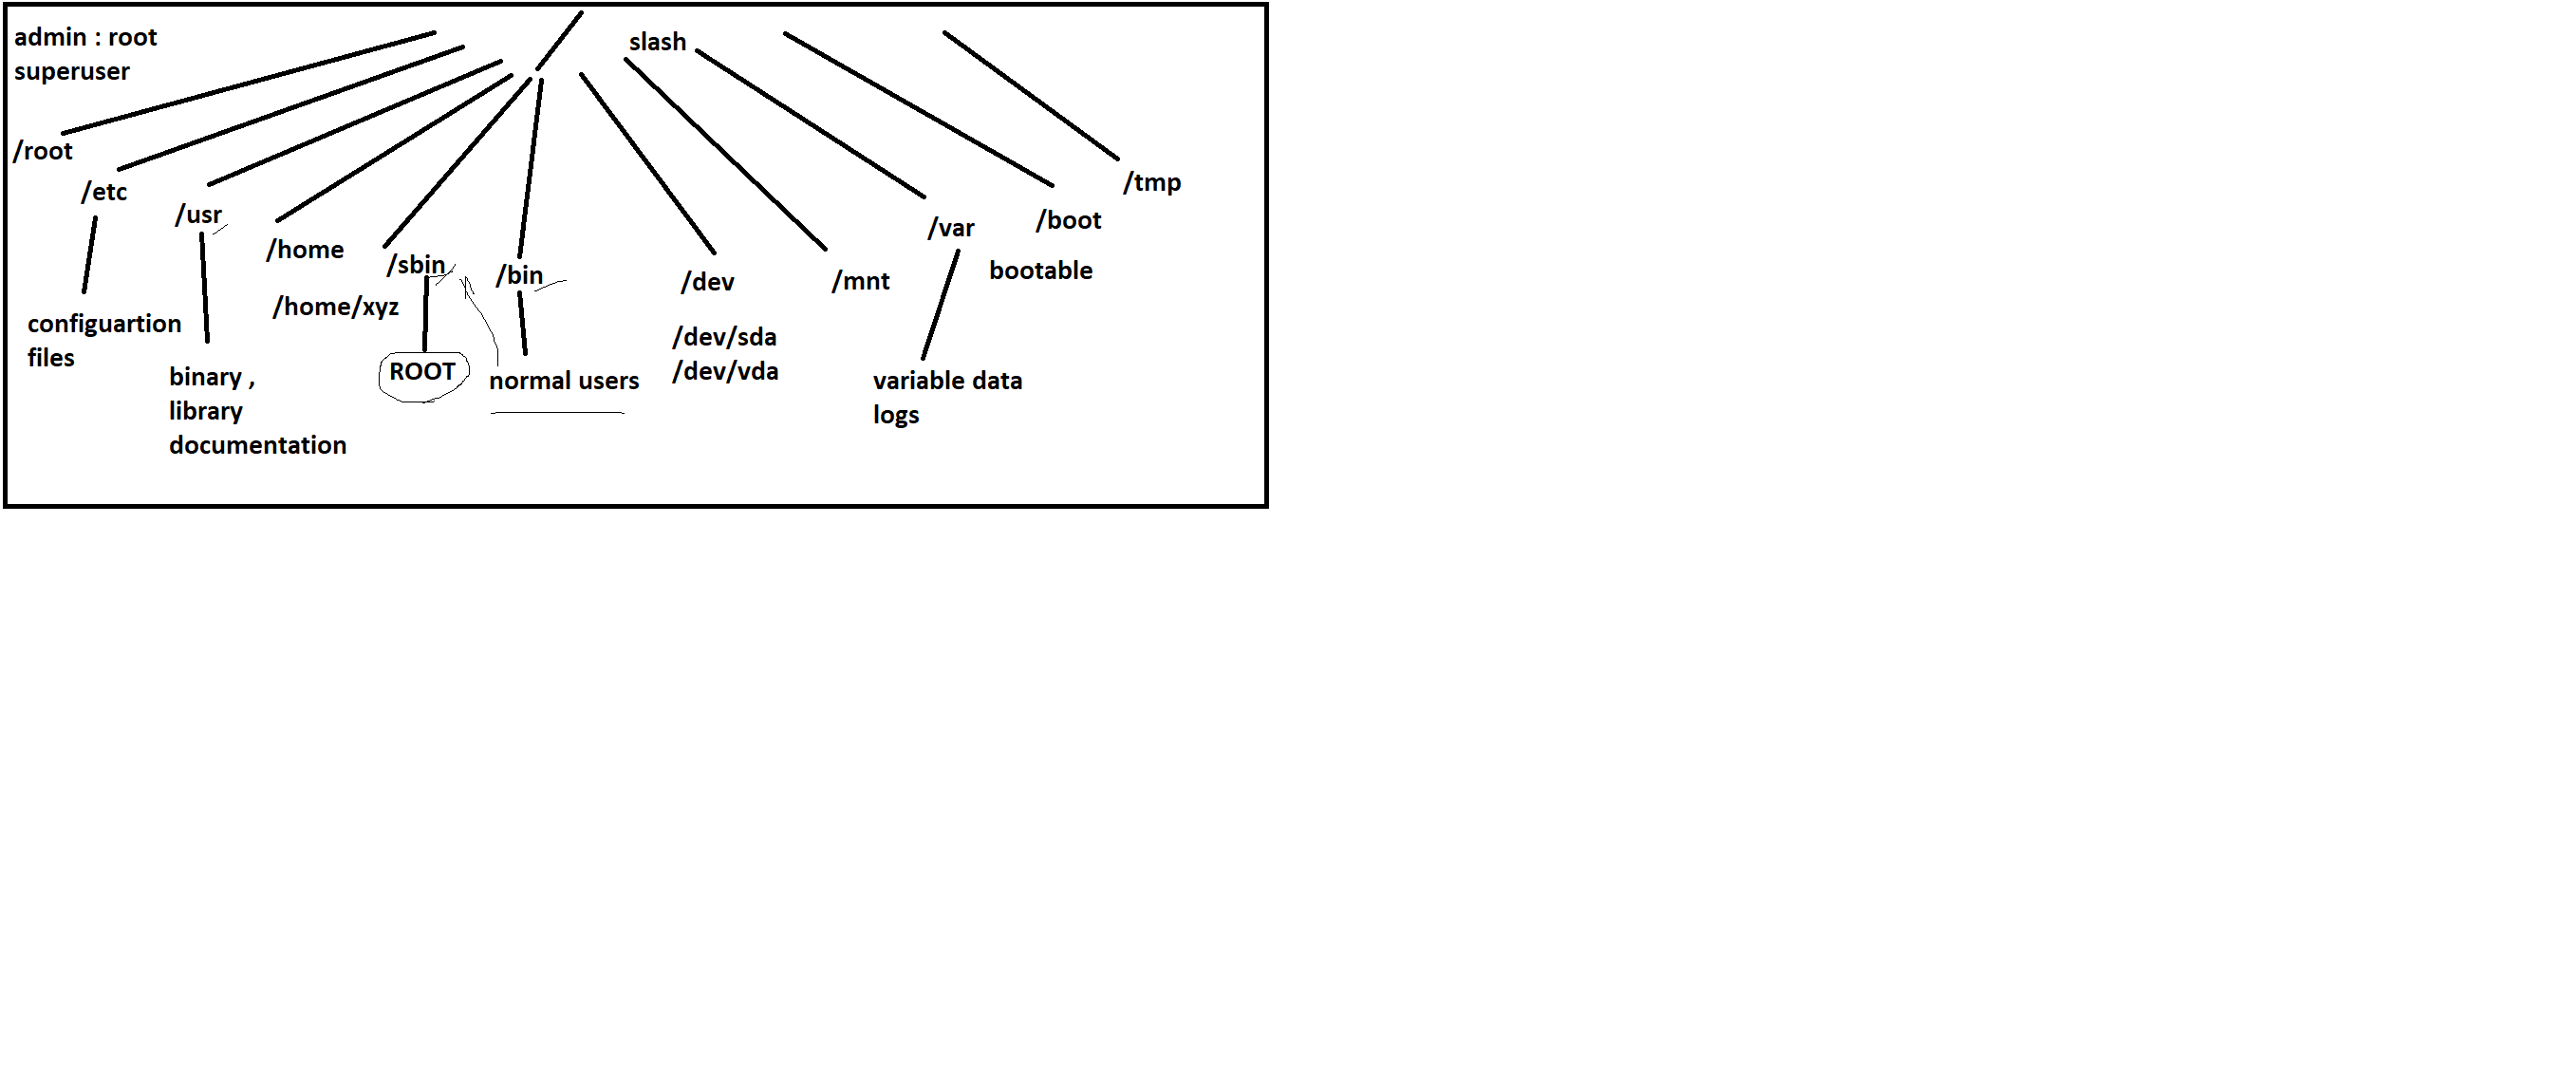 admin : root
superuser
/
slash
/root
/etc
/usr
/home
/sbin
/bin
/dev
/mnt
/var
/boot
/tmp
bootable
/home/xyz
configuartion
files
binary ,
library
documentation
ROOT
normal users
/dev/sda
/dev/vda
variable data
logs